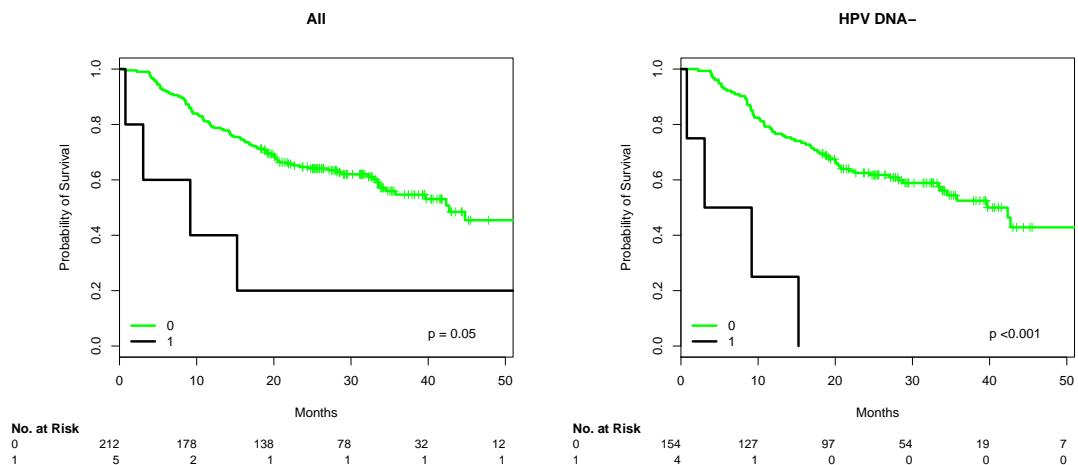 All
Probability of Survival
1.0
0.8
0.6
0.4
0.2
0.0
0
1
p = 0.05
0 10 20 30 40 50
Months
No. at Risk
0 212 178 138 78 32 12
1 5 2 1 1 1 1
HPV DNA−
Probability of Survival
1.0
0.8
0.6
0.4
0.2
0.0
0
1
p <0.001
0 10 20 30 40 50
Months
No. at Risk
0 154 127 97 54 19 7
1 4 1 0 0 0 0